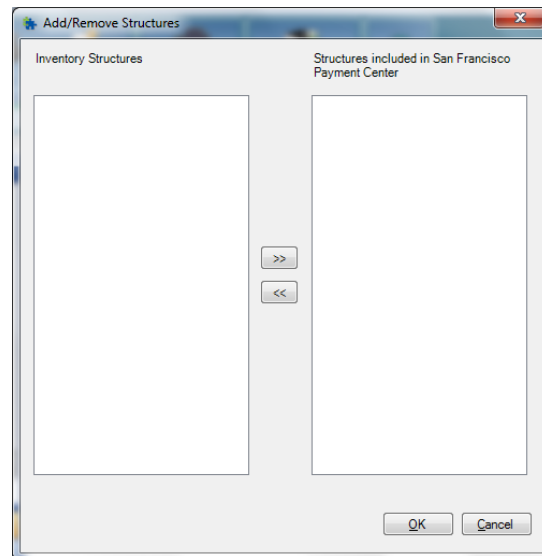 Add/Remove Structures
x
Inventory Structures
Structures included in San Francisco
Payment Center
>>
<<
OK
Cancel